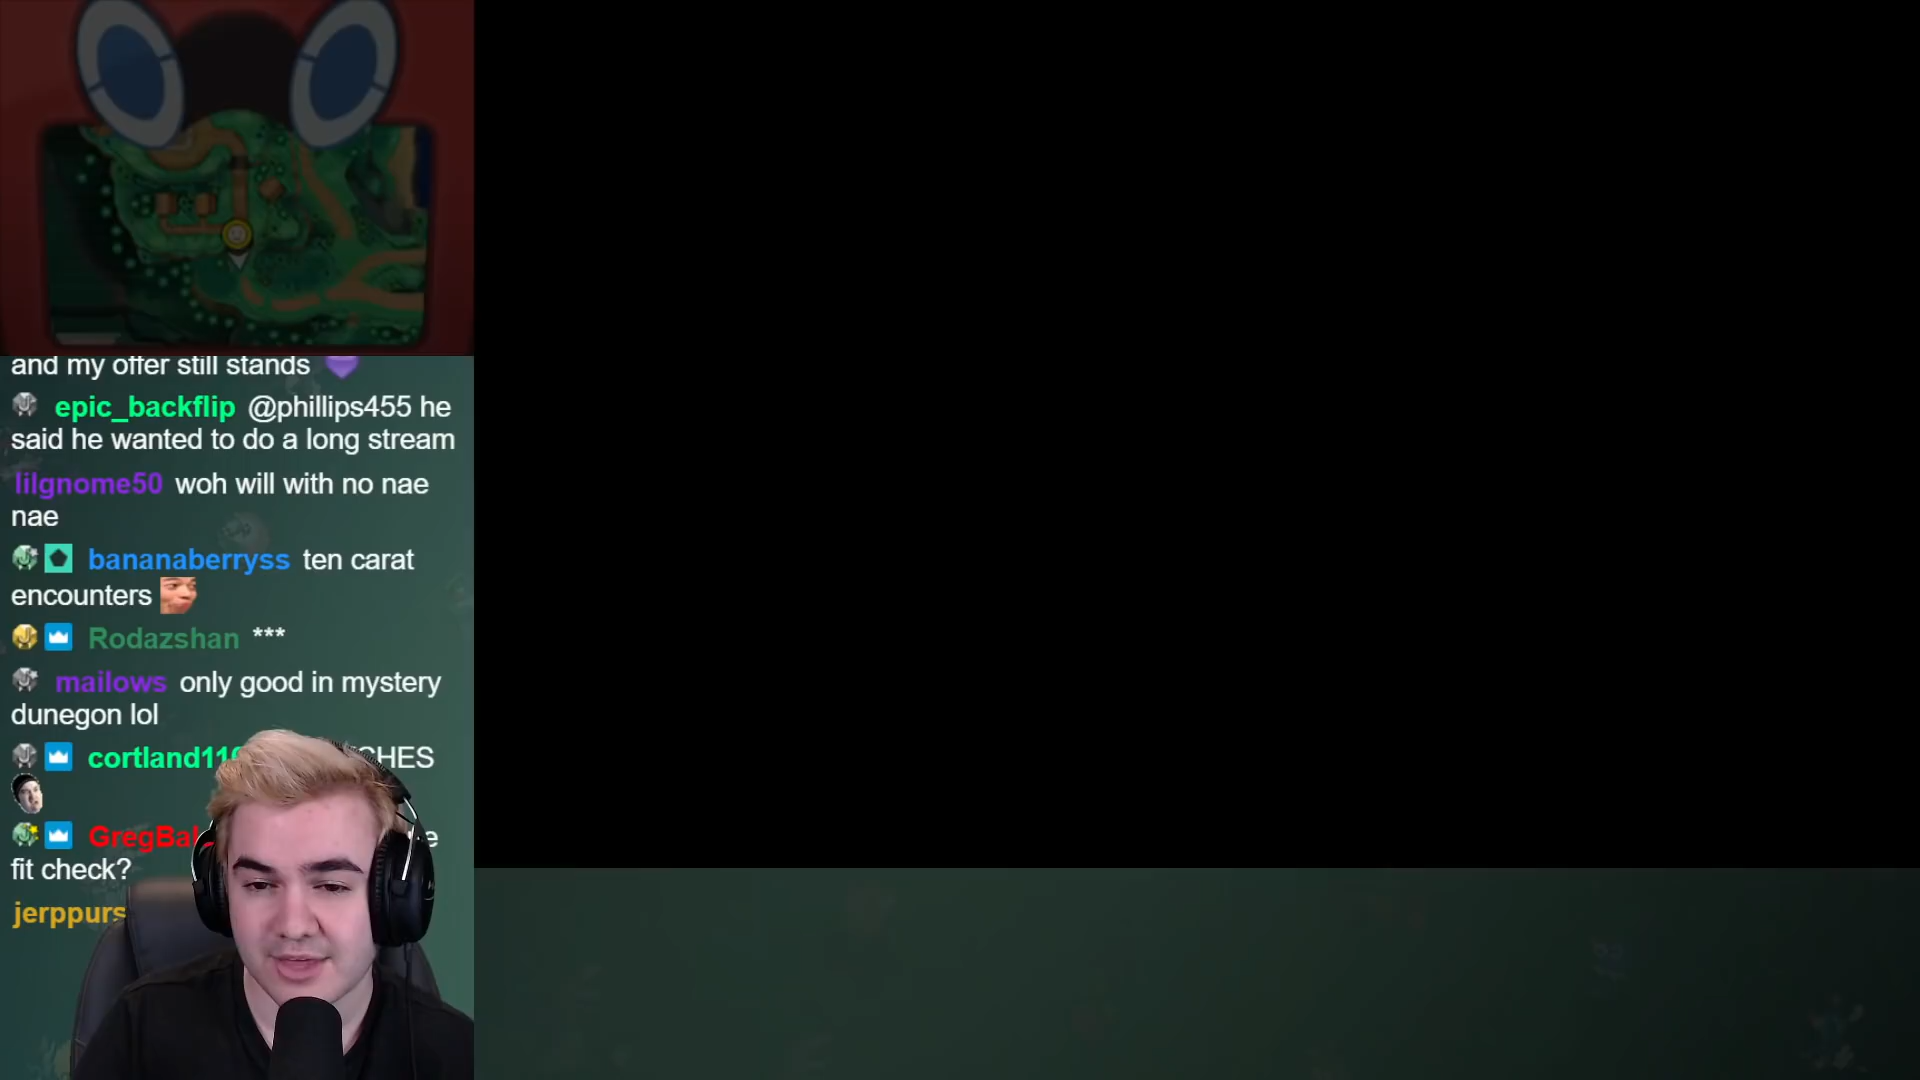 and my offer still stands
epic_backflip @phillips455 he
said he wanted to do a long stream
lilgnome50 woh will with no nae
nae
bananaberryss ten carat
encounters
Rodazshan ***
mailows only good in mystery
dunegon lol
fit check?
jerppurs